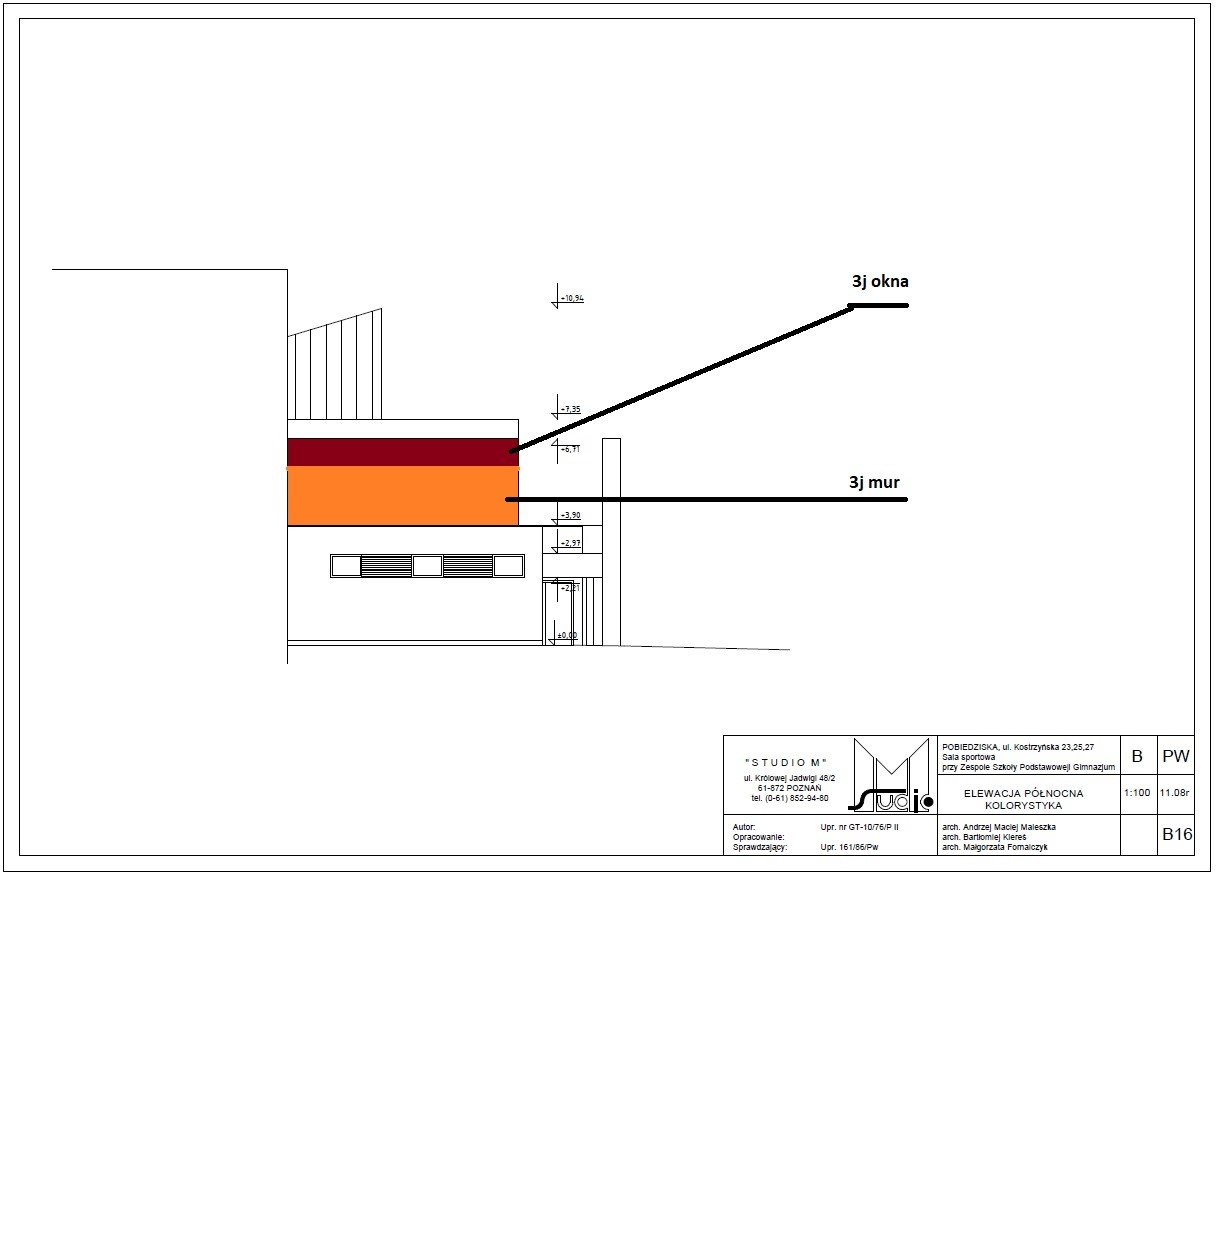 3j okna
+10,94
+7,35
+6,71
3j mur
+3,90
+2,97
+2,21
±0,00
"STUDIO M"
ul. Królowej Jadwigi 48/2
61-872 POZNAŃ
tel. (0-61) 852-94-80
M
studio
POBIEDZISKA, ul. Kostrzyńska 23,25,27
Sala sportowa
przy Zespole Szkoły Podstawoweji Gimnazjum
B
PW
ELEWACJA PÓŁNOCNA
KOLORYSTYKA
1:100
11.08r
Autor: Upr. nr GT-10/76/P II arch. Andrzej Maciej Maleszka
Opracowanie: arch. Bartłomiej Kiereś
Sprawdzający: Upr. 161/86/Pw arch. Małgorzata Fornalczyk
B16